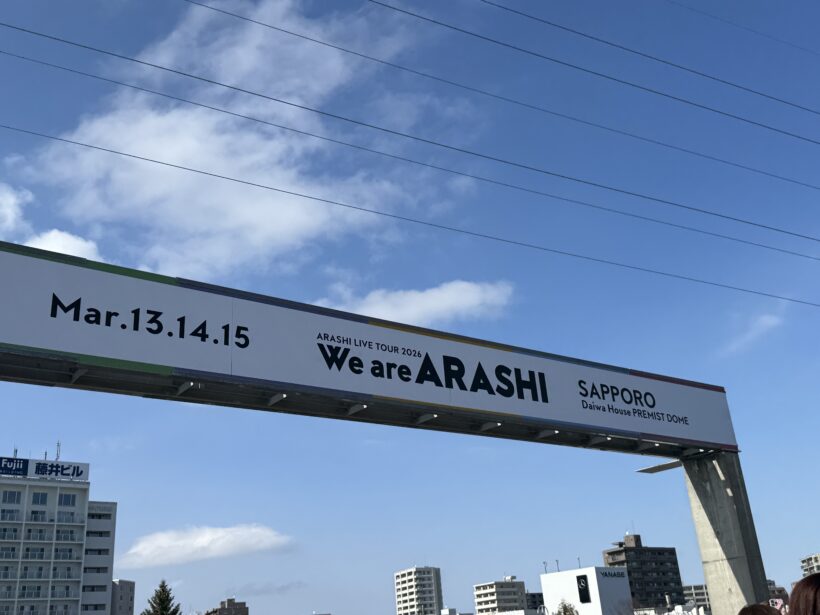 Mar.13.14.15
ARASHI LIVE TOUR 2026
We are ARASHI
SAPPORO
Daiwa House PREMIST DOME
Fujii
藤井ビル
YANASE